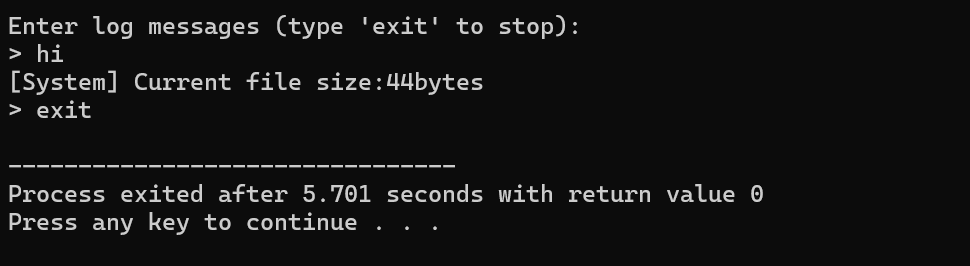 Enter log messages (type 'exit' to stop):
> hi
[System] Current file size:44bytes
> exit
--------------------------------
Process exited after 5.701 seconds with return value 0
Press any key to continue . . .